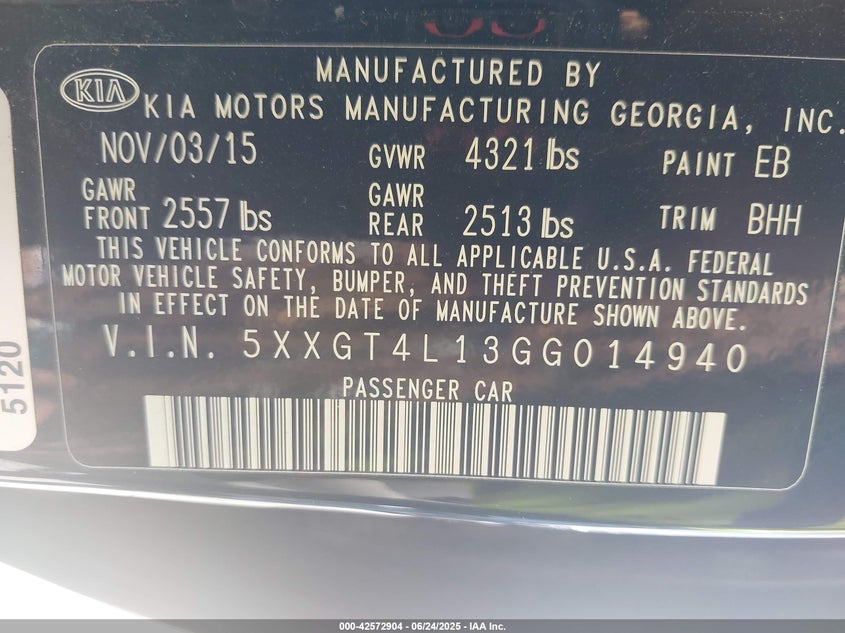 MANUFACTURED BY
KIA
KIA MOTORS MANUFACTURING GEORGIA, INC.
NOV/03/15 GVWR 4321 lbs PAINT EB
GAWR FRONT 2557 lbs GAWR REAR 2513 lbs TRIM BHH
THIS VEHICLE CONFORMS TO ALL APPLICABLE U.S.A. FEDERAL
MOTOR VEHICLE SAFETY, BUMPER, AND THEFT PREVENTION STANDARDS
IN EFFECT ON THE DATE OF MANUFACTURE SHOWN ABOVE.
V.I.N. 5XXGT4L13GG014940
PASSENGER CAR
5120
000-42572904 - 06/24/2025 - IAA Inc.